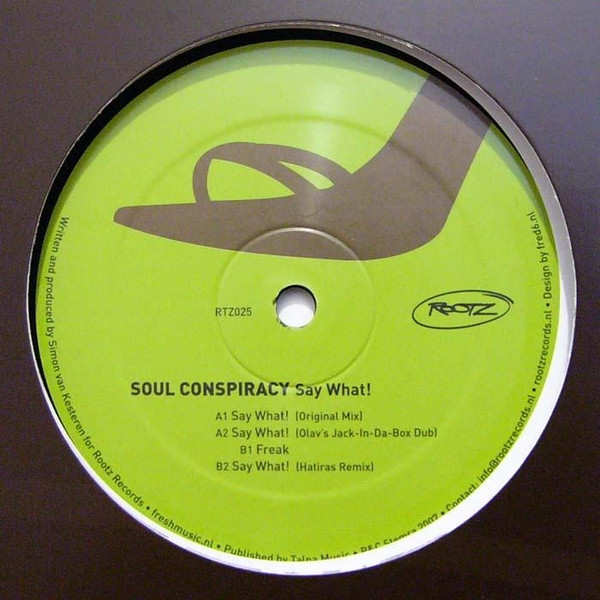 RTZ025
ROOTZ
SOUL CONSPIRACY Say What!
A1 Say What! (Original Mix)
A2 Say What! (Olav's Jack-In-Da-Box Dub)
B1 Freak
B2 Say What! (Hatiras Remix)
Written and produced by Simon van Kesteren for Rootz Records • freshmusic.nl • Published by Talpa Music • P&C Stemra 2007 • Contact: info@rootzrecords.nl • rootzrecords.nl • Design by fred6.nl